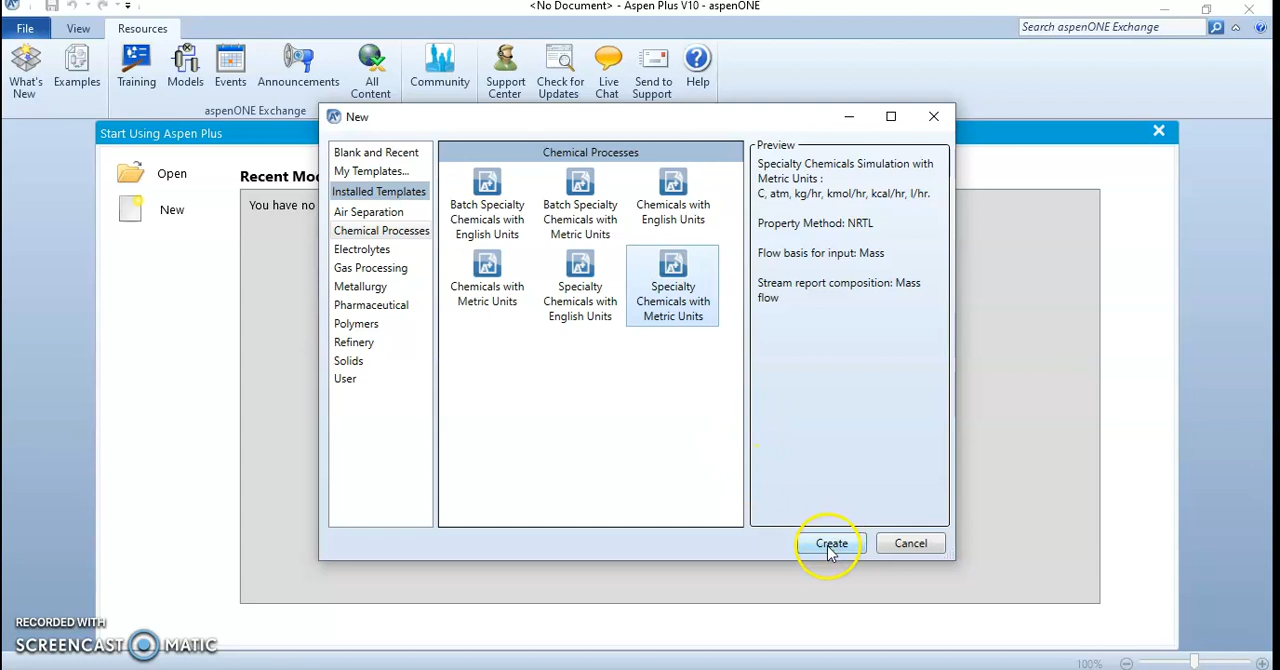 <No Document> - Aspen Plus V10 - aspenONE
File
View
Resources
Search aspenONE Exchange
What's
New
Examples
Training
Models
Events
Announcements
All
Content
Community
Support
Center
Check for
Updates
Live
Chat
Send to
Support
Help
aspenONE Exchange
Start Using Aspen Plus
Open
New
Recent Mo
You have no
New
Blank and Recent
My Templates...
Installed Templates
Air Separation
Chemical Processes
Electrolytes
Gas Processing
Metallurgy
Pharmaceutical
Polymers
Refinery
Solids
User
Chemical Processes
Batch Specialty
Chemicals with
English Units
Batch Specialty
Chemicals with
Metric Units
Chemicals with
English Units
Chemicals with
Metric Units
Specialty
Chemicals with
English Units
Specialty
Chemicals with
Metric Units
Preview
Specialty Chemicals Simulation with
Metric Units :
C, atm, kg/hr, kmol/hr, kcal/hr, l/hr.
Property Method: NRTL
Flow basis for input: Mass
Stream report composition: Mass
flow
Create
Cancel
RECORDED WITH
SCREENCAST MATIC
100%